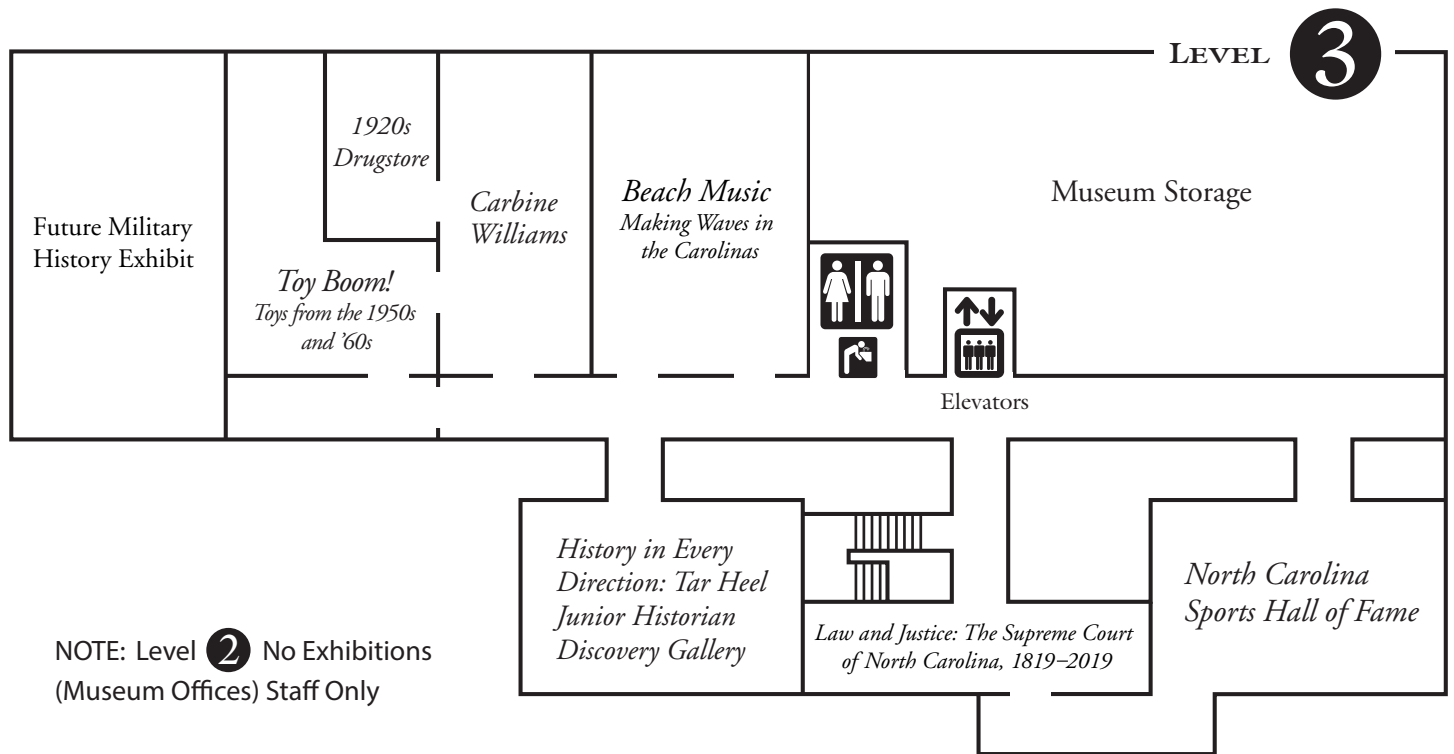 LEVEL 3
1920s
Drugstore
Carbine
Williams
Beach Music
Making Waves in
the Carolinas
Museum Storage
Future Military
History Exhibit
Toy Boom!
Toys from the 1950s
and ’60s
Elevators
History in Every
Direction: Tar Heel
Junior Historian
Discovery Gallery
Law and Justice: The Supreme Court
of North Carolina, 1819–2019
North Carolina
Sports Hall of Fame
NOTE: Level 2 No Exhibitions
(Museum Offices) Staff Only